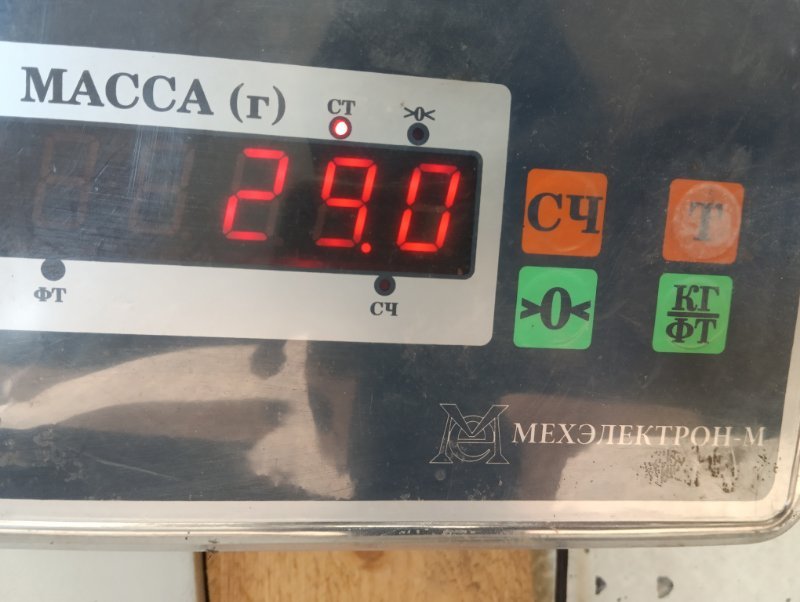 МАССА (г)
СТ
>0<
29.0
ФТ
СЧ
СЧ
Т
>0<
КГ
ФТ
МЕХЭЛЕКТРОН-М